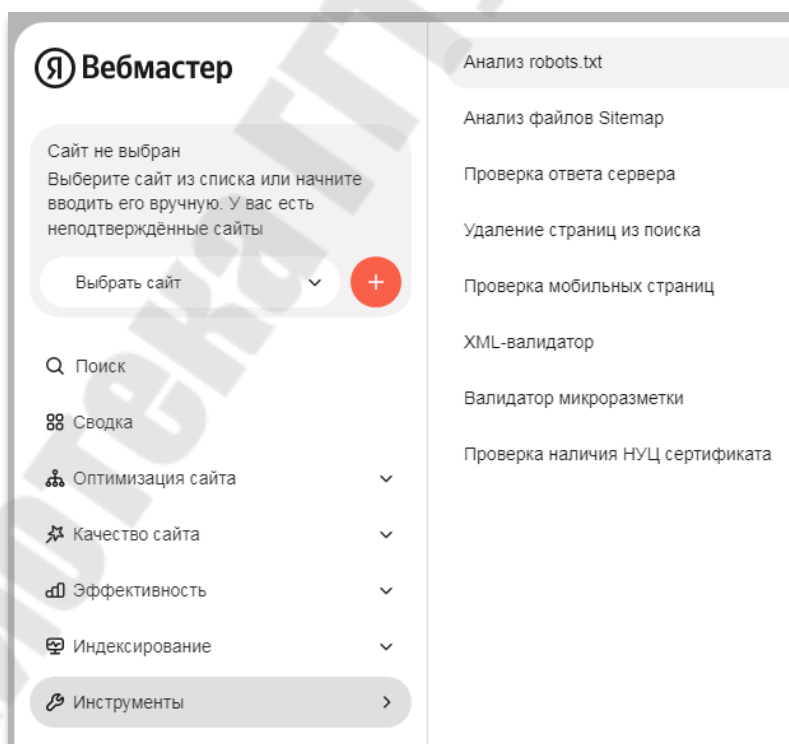 Я Вебмастер
Сайт не выбран
Выберите сайт из списка или начните
вводить его вручную. У вас есть
неподтверждённые сайты
Выбрать сайт
Поиск
Сводка
Оптимизация сайта
Качество сайта
Эффективность
Индексирование
Инструменты
Анализ robots.txt
Анализ файлов Sitemap
Проверка ответа сервера
Удаление страниц из поиска
Проверка мобильных страниц
XML-валидатор
Валидатор микроразметки
Проверка наличия НУЦ сертификата